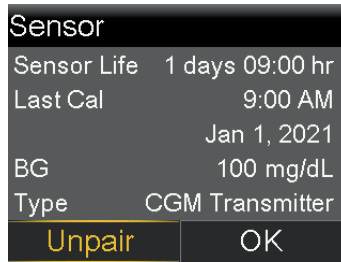 Sensor
Sensor Life 1 days 09:00 hr
Last Cal 9:00 AM
Jan 1, 2021
BG 100 mg/dL
Type CGM Transmitter
Unpair OK